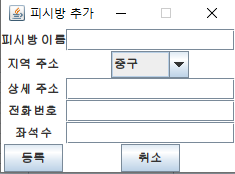 피시방 추가
피시방 이름
지역 주소 중구
상세 주소
전화번호
좌석수
등록 취소